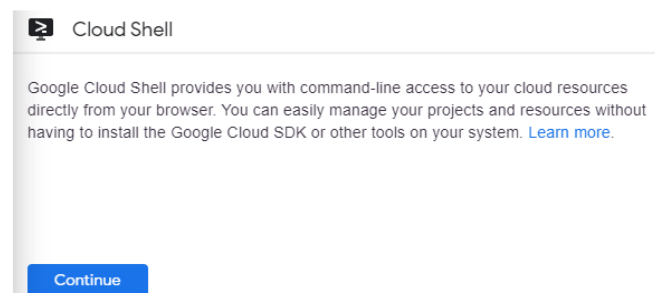 Cloud Shell
Google Cloud Shell provides you with command-line access to your cloud resources
directly from your browser. You can easily manage your projects and resources without
having to install the Google Cloud SDK or other tools on your system. Learn more.
Continue